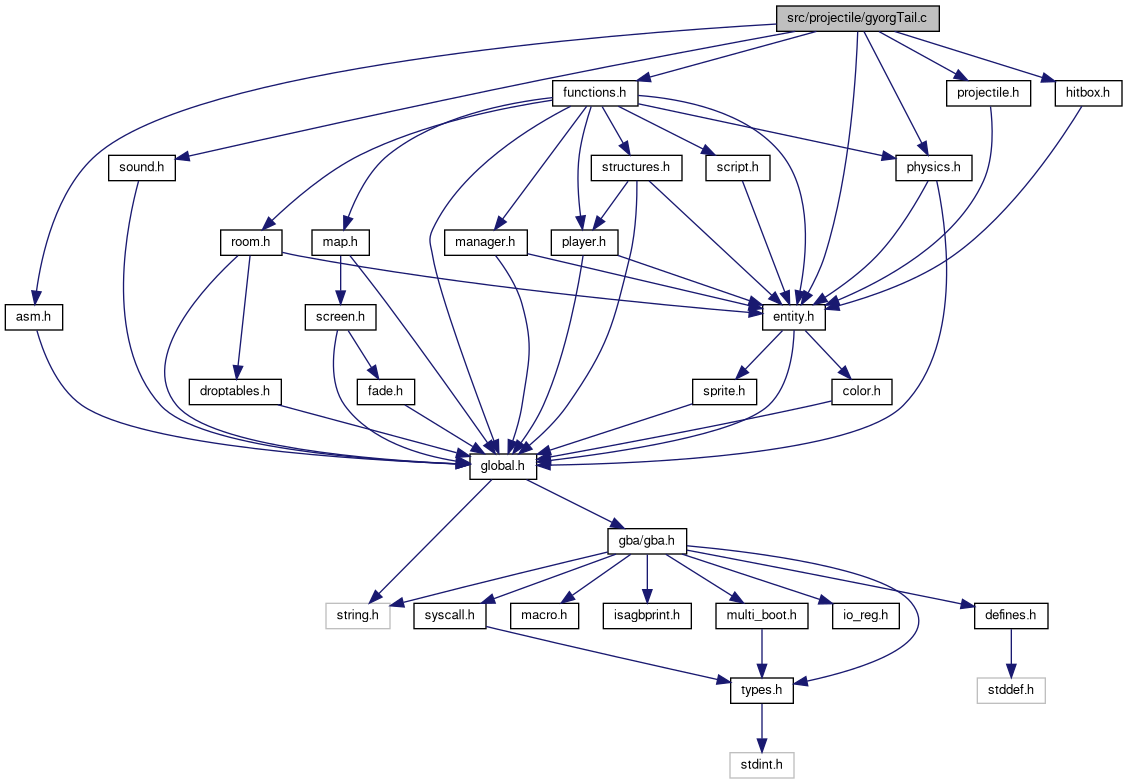 src/projectile/gyorgTail.c
functions.h
projectile.h
hitbox.h
sound.h
structures.h
script.h
physics.h
room.h
map.h
manager.h
player.h
asm.h
screen.h
entity.h
droptables.h
fade.h
sprite.h
color.h
global.h
gba/gba.h
string.h
syscall.h
macro.h
isagbprint.h
multi_boot.h
io_reg.h
defines.h
types.h
stddef.h
stdint.h